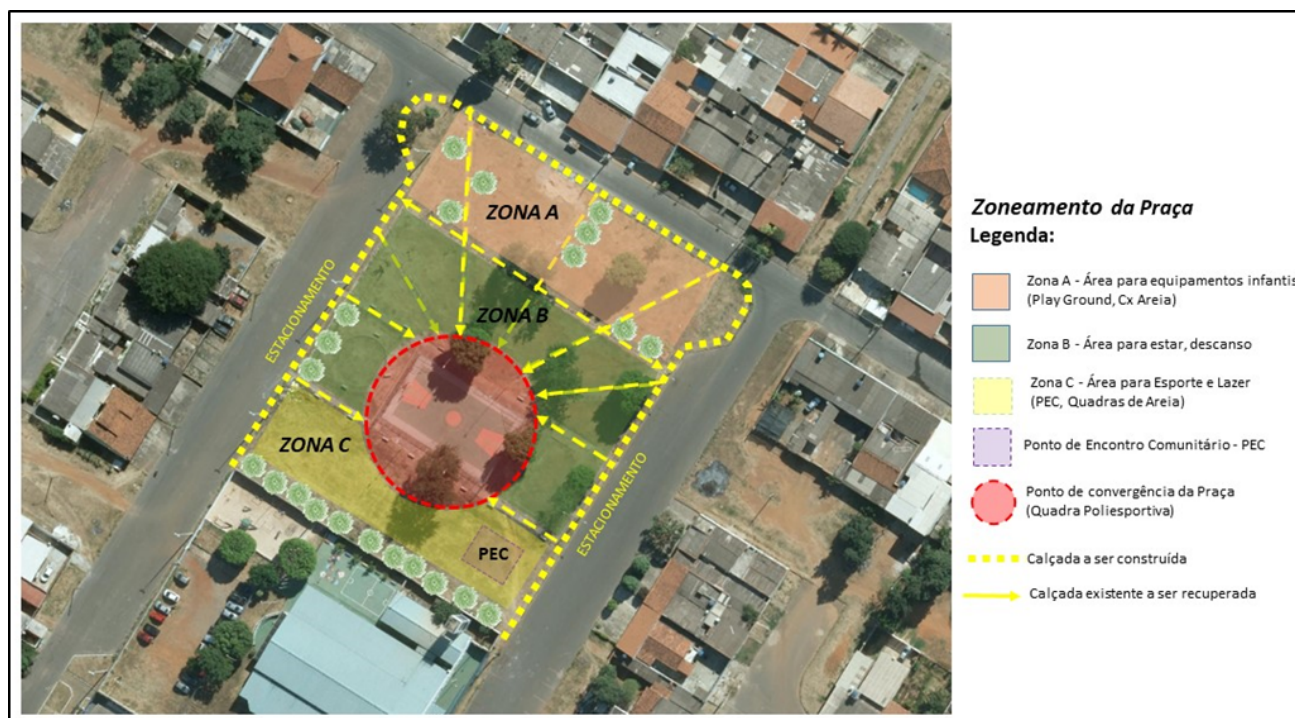 ZONA A
ZONA B
ZONA C
PEC
ESTACIONAMENTO
ESTACIONAMENTO
Zoneamento da Praça
Legenda:
Zona A - Área para equipamentos infantis
(Play Ground, Cx Areia)
Zona B - Área para estar, descanso
Zona C - Área para Esporte e Lazer
(PEC, Quadras de Areia)
Ponto de Encontro Comunitário - PEC
Ponto de convergência da Praça
(Quadra Poliesportiva)
Calçada a ser construída
Calçada existente a ser recuperada